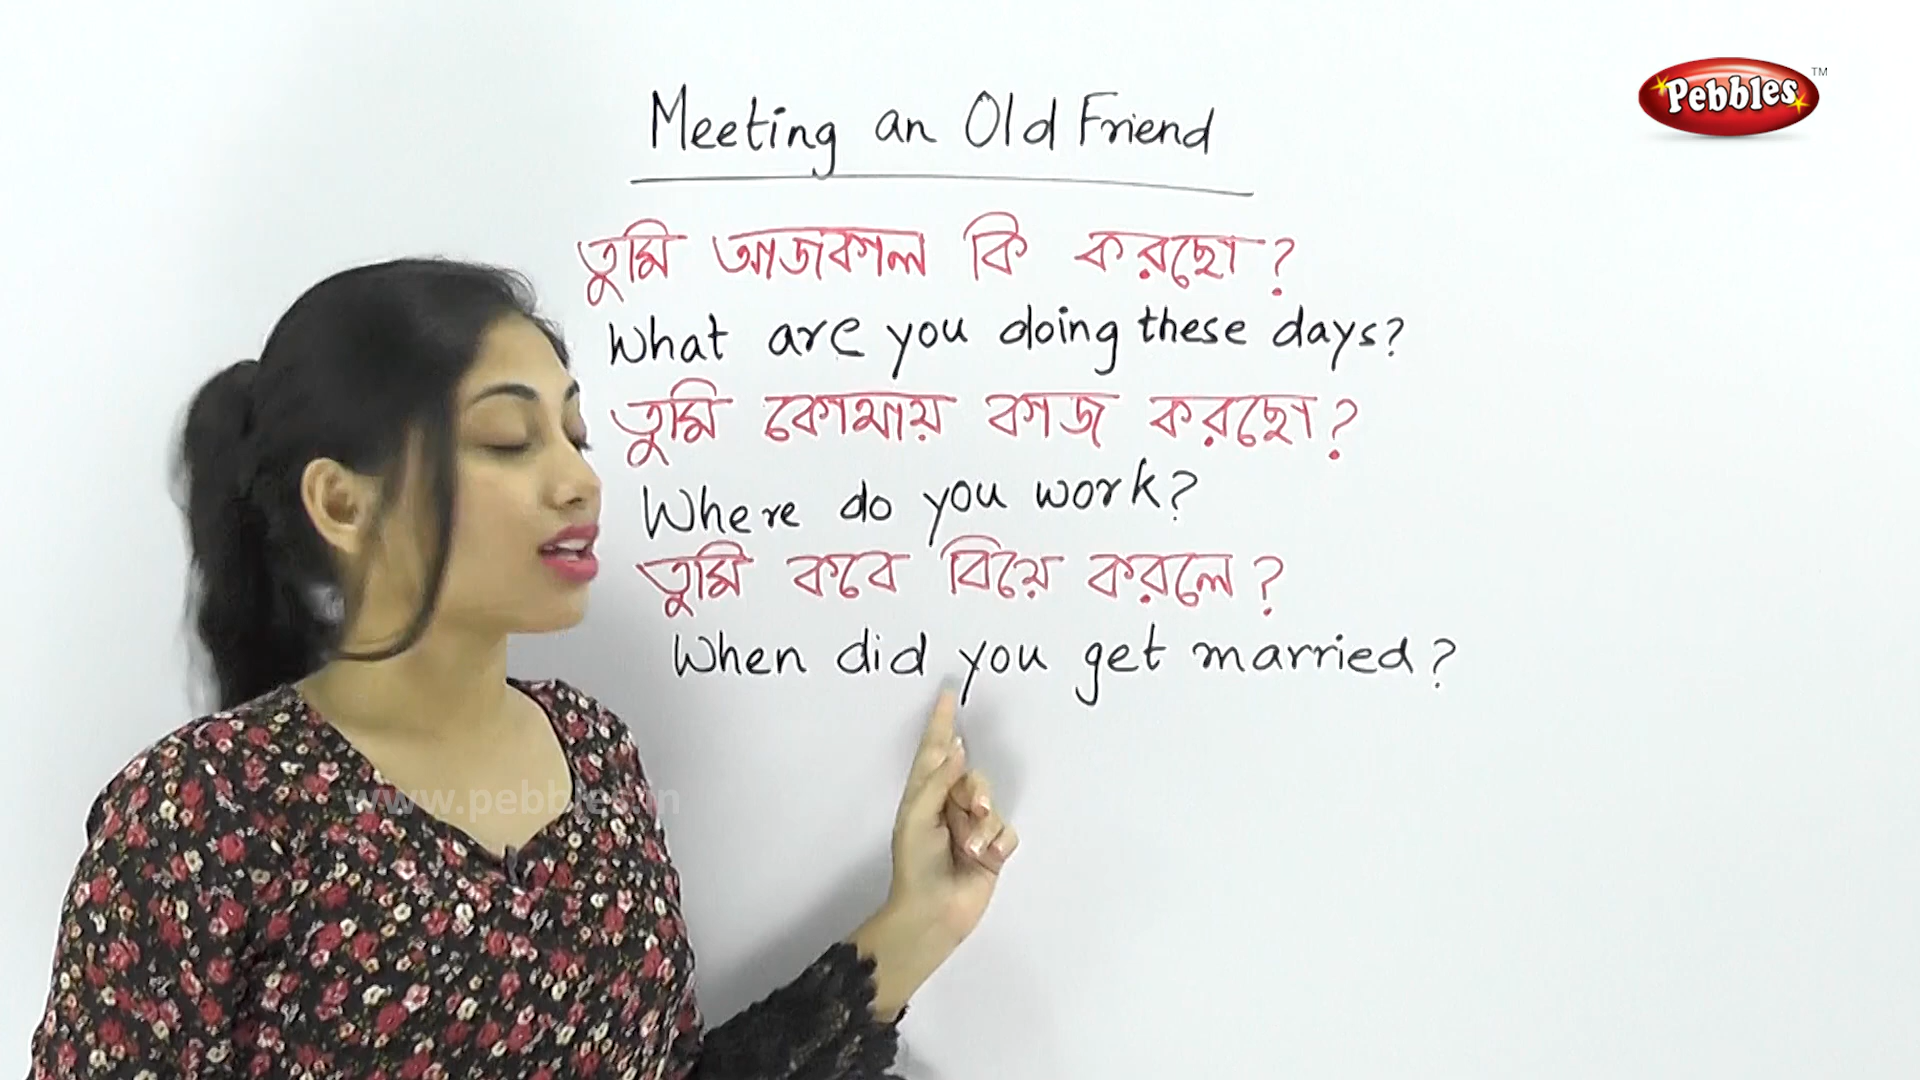 Pebbles™
Meeting an Old Friend
তুমি আজকাল কি করছো?
What are you doing these days?
তুমি কোথায় কাজ করছো?
Where do you work?
তুমি কবে বিয়ে করলে?
When did you get married?
www.pebbles.in